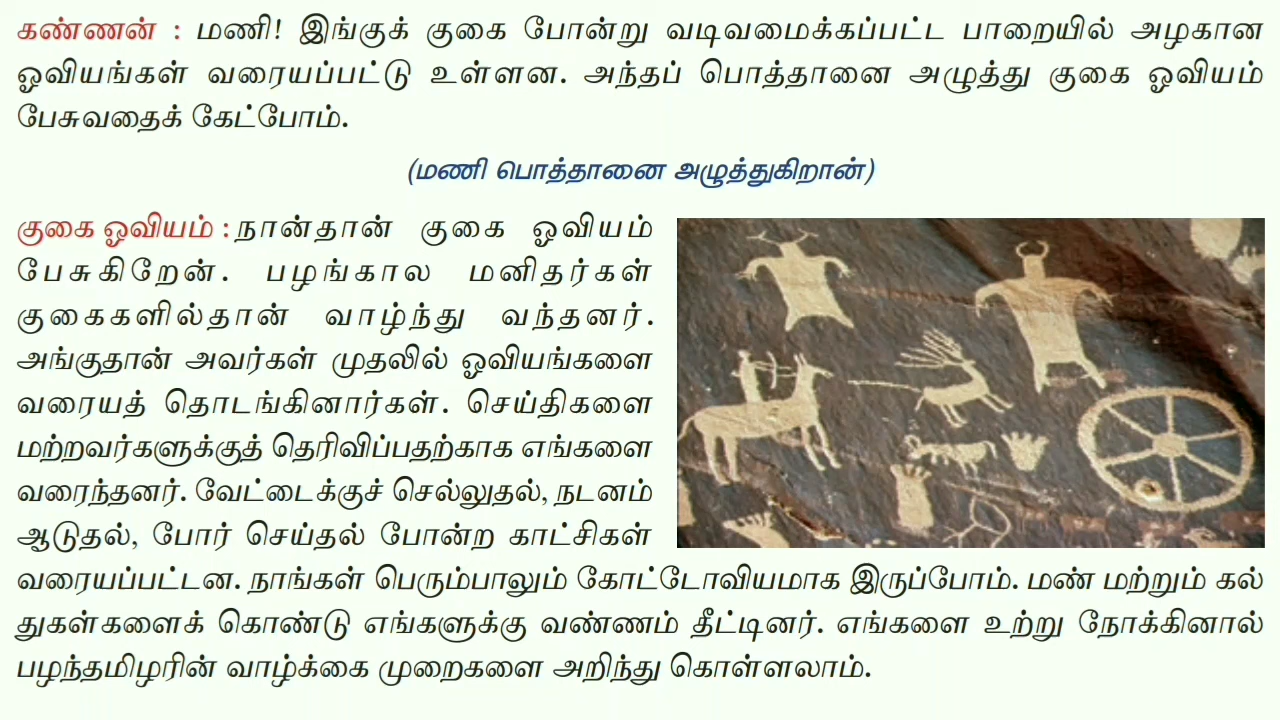 கண்ணன் : மணி! இங்குக் குகை போன்று வடிவமைக்கப்பட்ட பாறையில் அழகான
ஓவியங்கள் வரையப்பட்டு உள்ளன. அந்தப் பொத்தானை அழுத்து குகை ஓவியம்
பேசுவதைக் கேட்போம்.
(மணி பொத்தானை அழுத்துகிறான்)
குகை ஓவியம் : நான்தான் குகை ஓவியம்
பேசுகிறேன். பழங்கால மனிதர்கள்
குகைகளில்தான் வாழ்ந்து வந்தனர்.
அங்குதான் அவர்கள் முதலில் ஓவியங்களை
வரையத் தொடங்கினார்கள். செய்திகளை
மற்றவர்களுக்குத் தெரிவிப்பதற்காக எங்களை
வரைந்தனர். வேட்டைக்குச் செல்லுதல், நடனம்
ஆடுதல், போர் செய்தல் போன்ற காட்சிகள்
வரையப்பட்டன. நாங்கள் பெரும்பாலும் கோட்டோவியமாக இருப்போம். மண் மற்றும் கல்
துகள்களைக் கொண்டு எங்களுக்கு வண்ணம் தீட்டினர். எங்களை உற்று நோக்கினால்
பழந்தமிழரின் வாழ்க்கை முறைகளை அறிந்து கொள்ளலாம்.